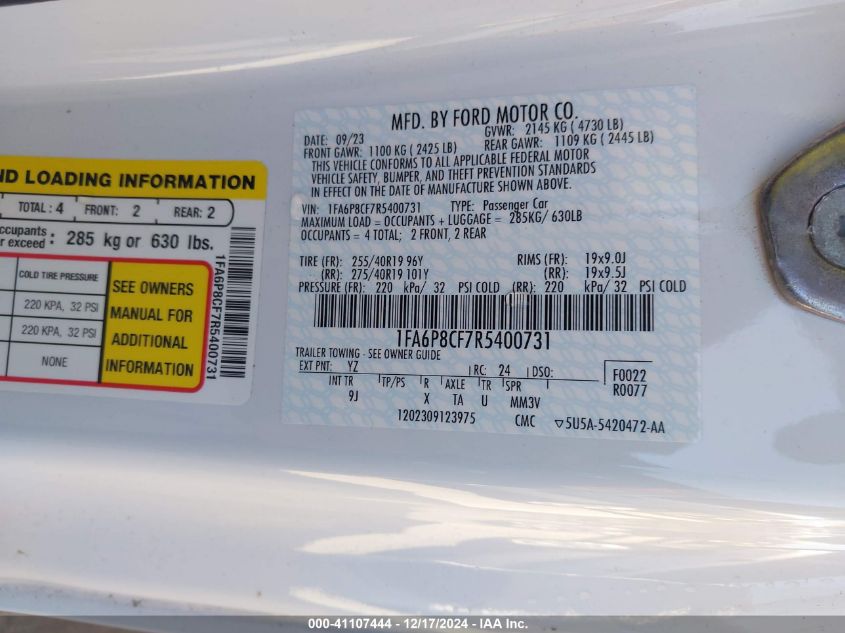 ND LOADING INFORMATION
TOTAL: 4 FRONT: 2 REAR: 2
ccupants
r exceed : 285 kg or 630 lbs.
COLD TIRE PRESSURE
220 KPA, 32 PSI
220 KPA, 32 PSI
NONE
SEE OWNERS
MANUAL FOR
ADDITIONAL
INFORMATION
1FA6P8CF7R5400731
MFD. BY FORD MOTOR CO.
DATE: 09/23 GVWR: 2145 KG ( 4730 LB)
FRONT GAWR: 1100 KG ( 2425 LB) REAR GAWR: 1109 KG ( 2445 LB)
THIS VEHICLE CONFORMS TO ALL APPLICABLE FEDERAL MOTOR
VEHICLE SAFETY, BUMPER, AND THEFT PREVENTION STANDARDS
IN EFFECT ON THE DATE OF MANUFACTURE SHOWN ABOVE.
VIN: 1FA6P8CF7R5400731 TYPE: Passenger Car
MAXIMUM LOAD = OCCUPANTS + LUGGAGE = 285KG/ 630LB
OCCUPANTS = 4 TOTAL; 2 FRONT, 2 REAR
TIRE (FR): 255/40R19 96Y RIMS (FR): 19x9.0J
(RR): 275/40R19 101Y (RR): 19x9.5J
PRESSURE (FR): 220 kPa/ 32 PSI COLD (RR): 220 kPa/ 32 PSI COLD
1FA6P8CF7R5400731
TRAILER TOWING - SEE OWNER GUIDE
EXT PNT: YZ RC: 24 DSO: F0022
R0077
INT TR TP/PS R AXLE TR SPR
9J X TA U MM3V
1202309123975 CMC ▽5U5A-5420472-AA
000-41107444 - 12/17/2024 - IAA.